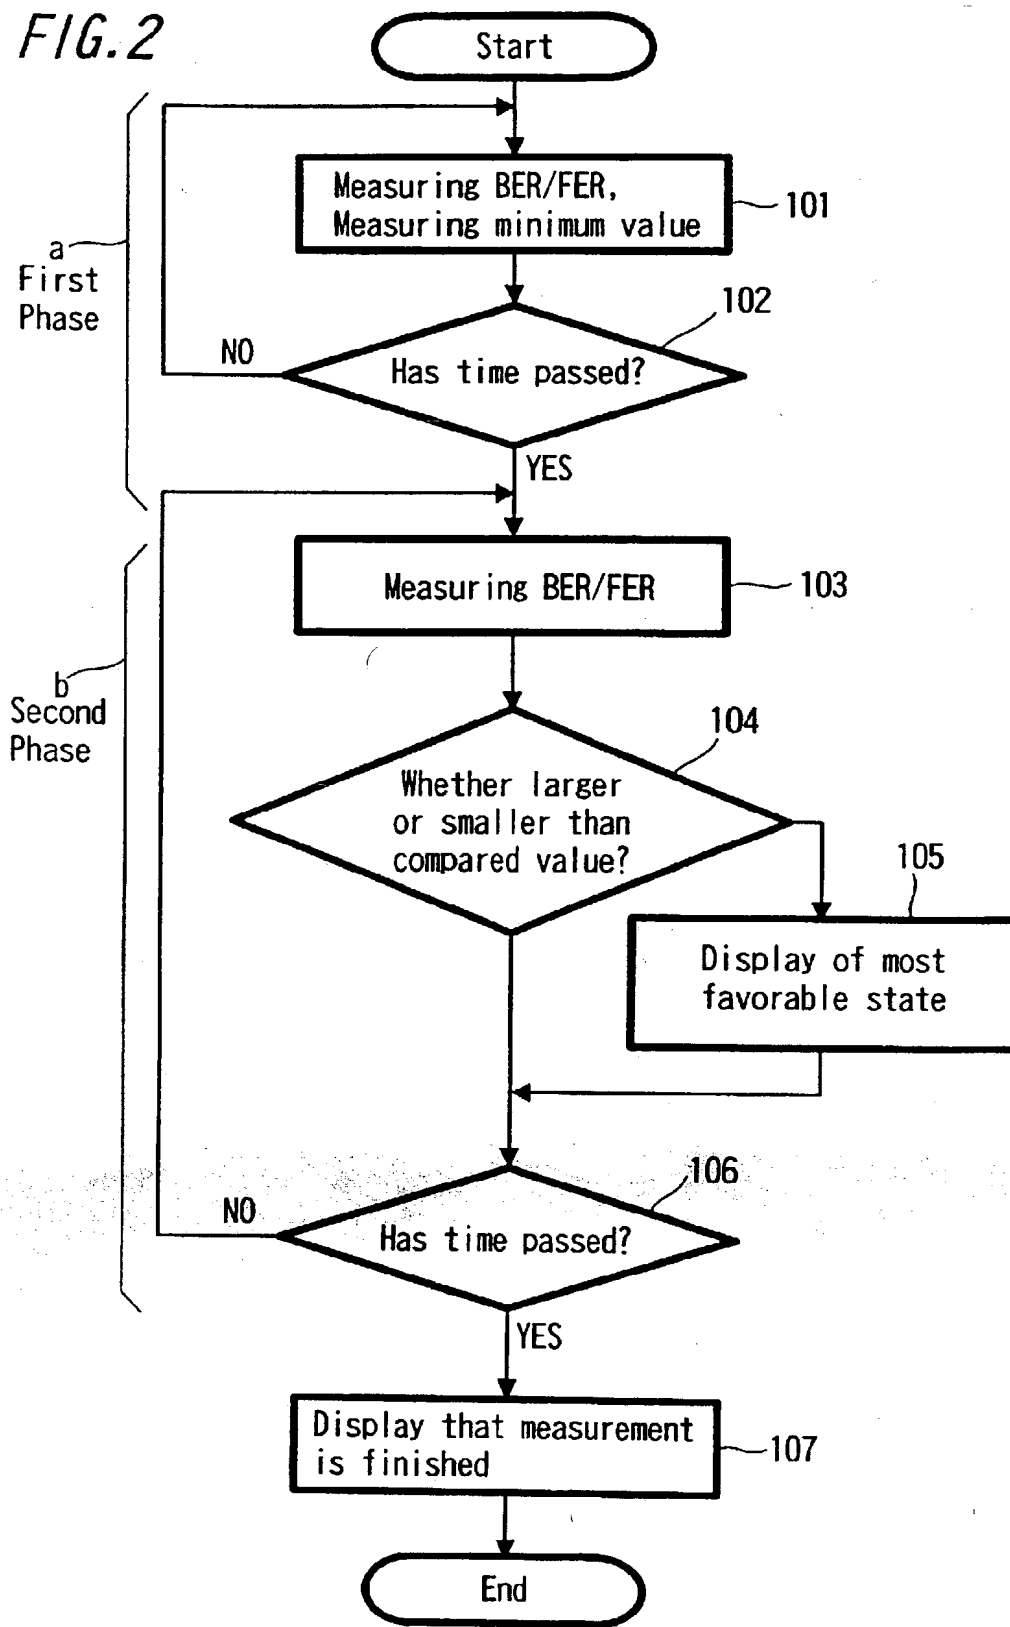 FIG.2
Start
Measuring BER/FER,
Measuring minimum value
101
a
First
Phase
102
Has time passed?
NO
YES
Measuring BER/FER
103
b
Second
Phase
104
Whether larger
or smaller than
compared value?
105
Display of most
favorable state
106
Has time passed?
NO
YES
Display that measurement
is finished
107
End